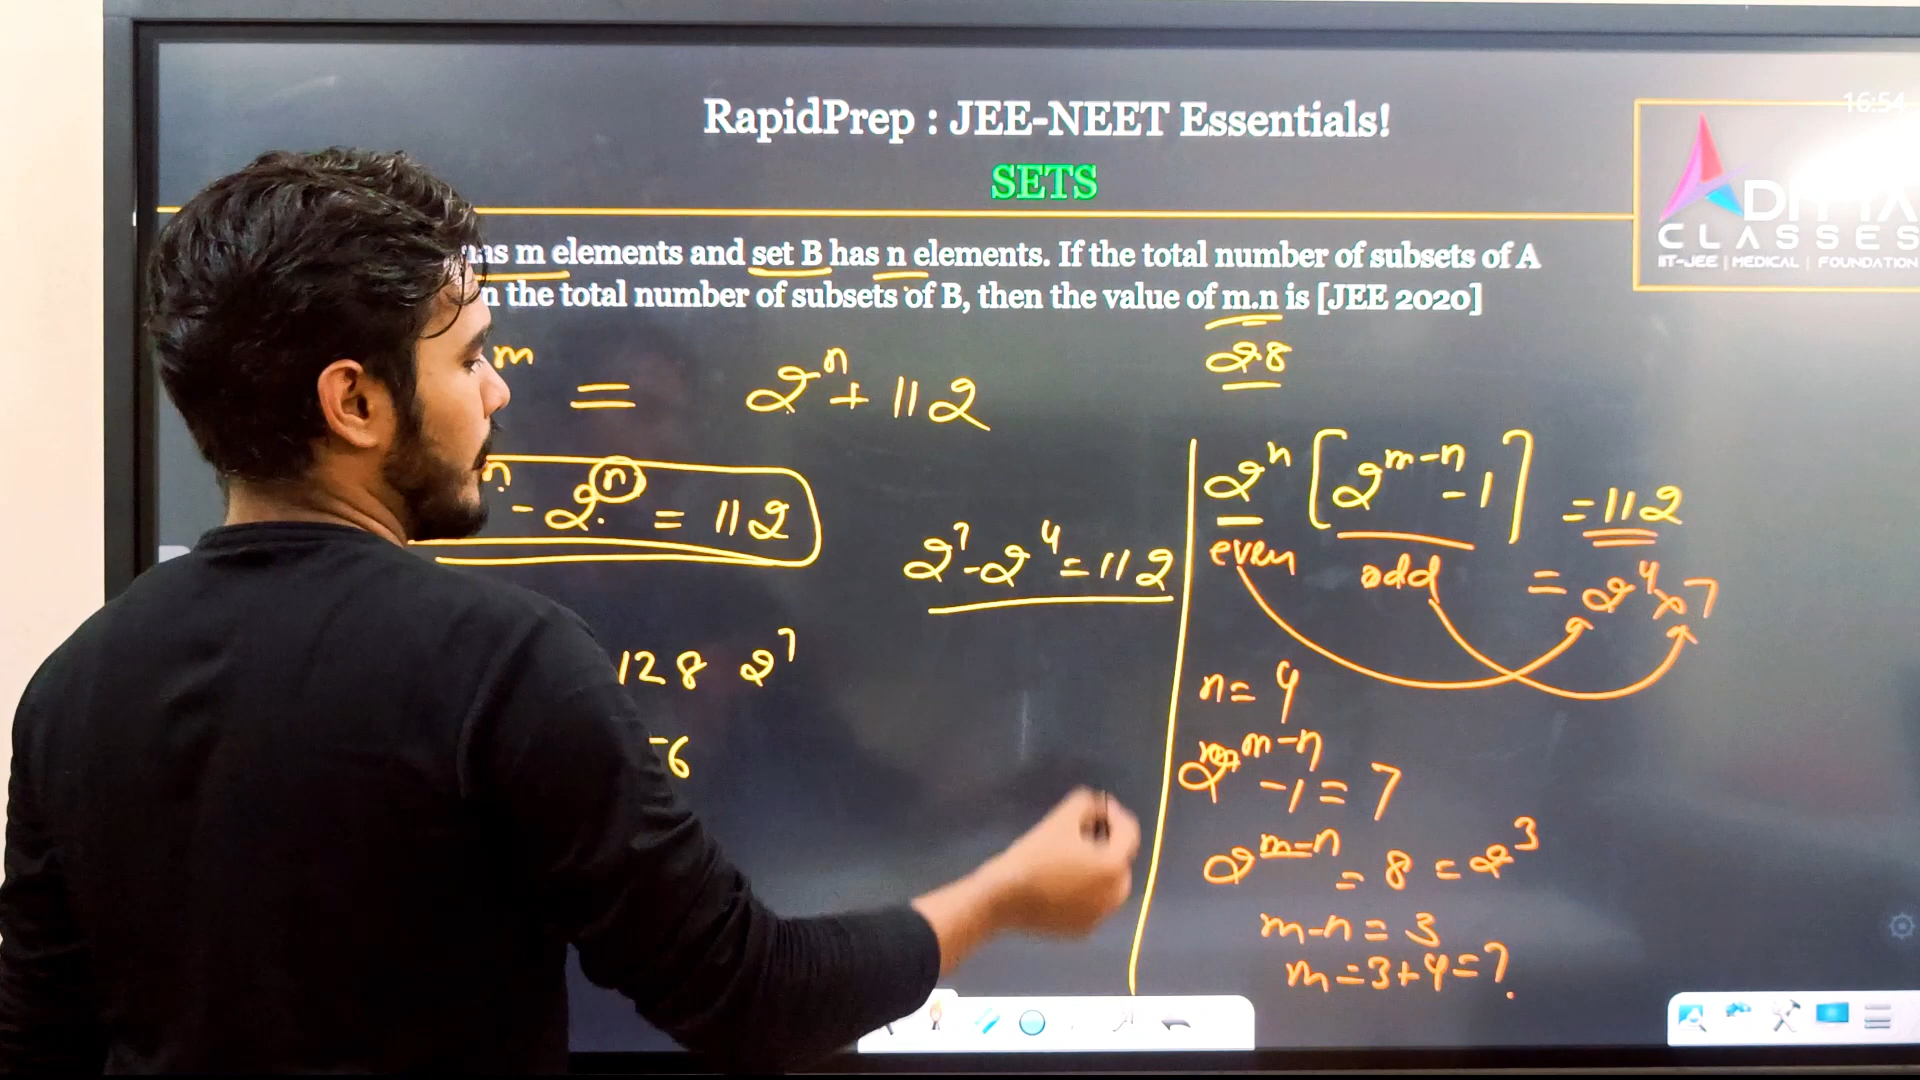 RapidPrep : JEE-NEET Essentials!
16:54
SETS
ADITYA
CLASSES
IIT-JEE | MEDICAL | FOUNDATION
has m elements and set B has n elements. If the total number of subsets of A
n the total number of subsets of B, then the value of m.n is [JEE 2020]
28
m = 2ⁿ + 112
n - 2ⁿ = 112
2⁷ - 2⁴ = 112
128 2⁷
6
2ⁿ [2ᵐ⁻ⁿ - 1] = 112
even odd = 2⁴ x 7
n = 4
2ᵐ⁻ⁿ - 1 = 7
2ᵐ⁻ⁿ = 8 = 2³
m-n = 3
m = 3+4 = 7.